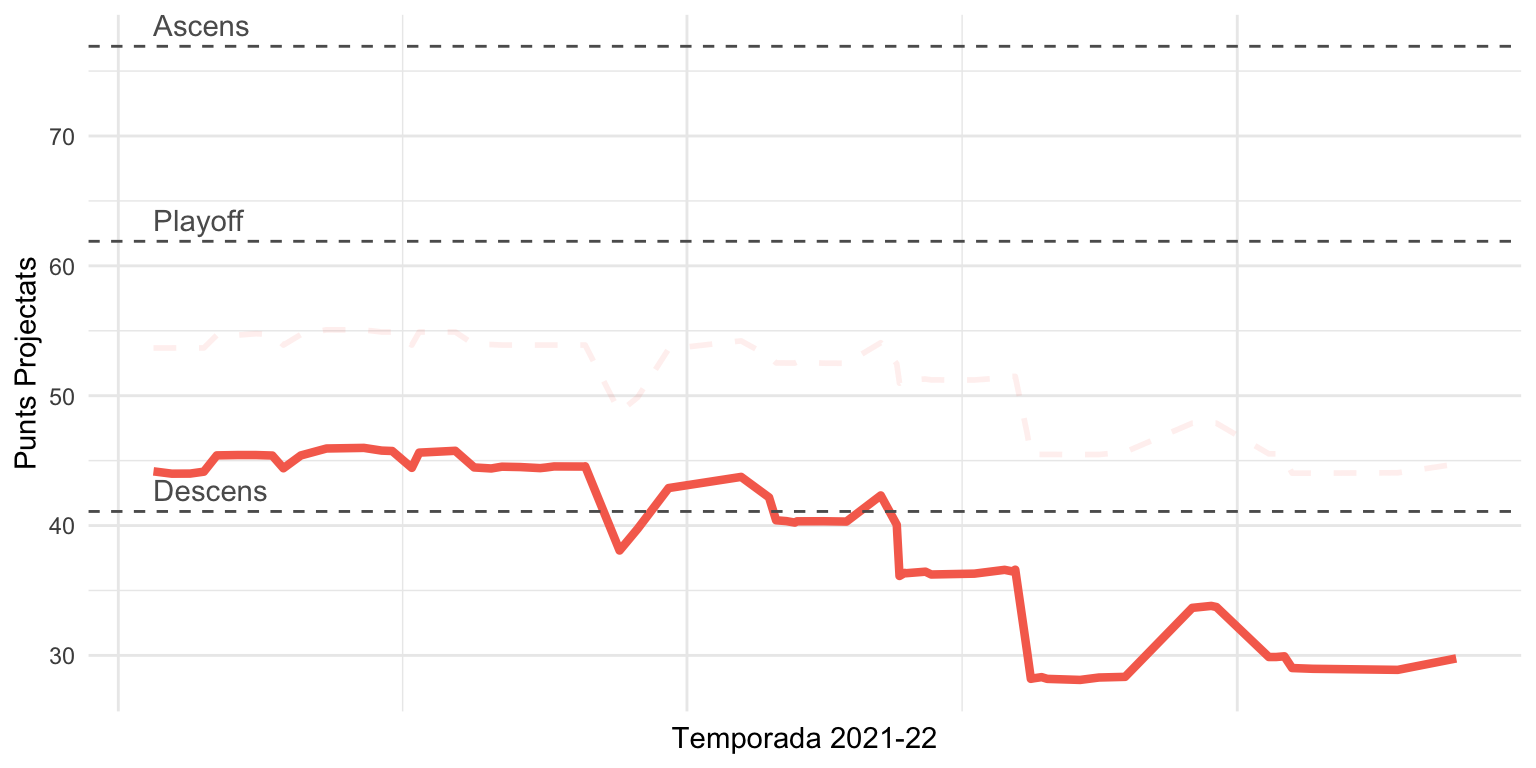 Ascens
70
Playoff
60
50
Descens
40
30
Punts Projectats
Temporada 2021-22